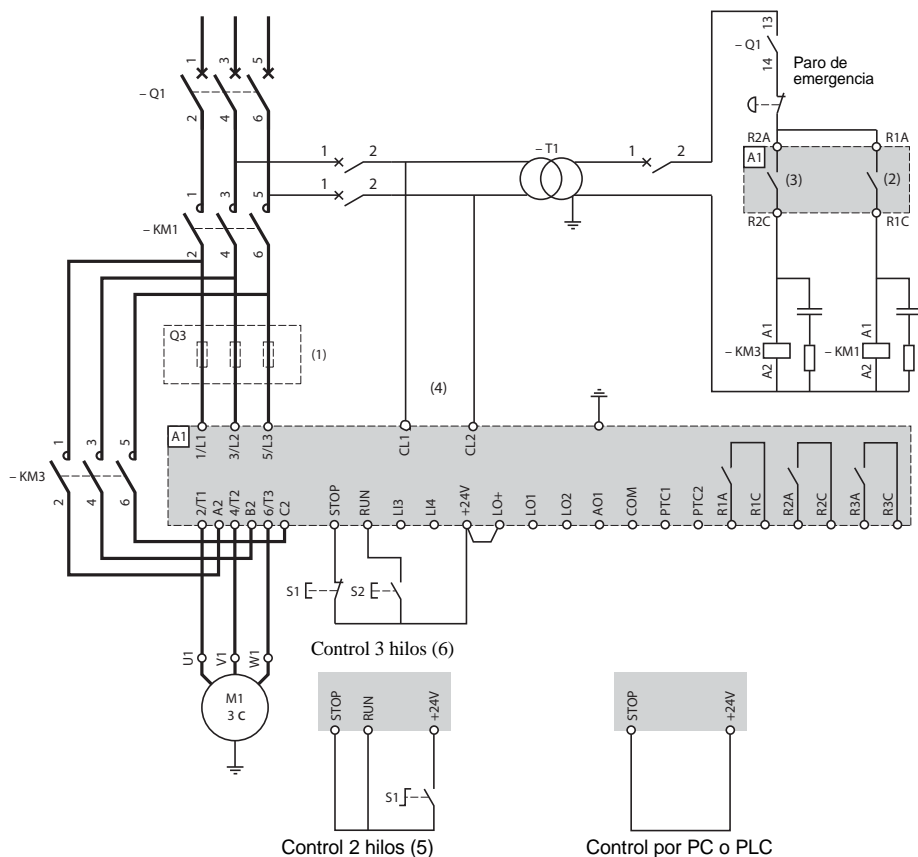 1 3 5
– Q1
2 4 6
1 2
1 2
– T1
1 2
13
– Q1
14
Paro de
emergencia
R2A R1A
A1
(3) (2)
R2C R1C
1 3 5
– KM1
2 4 6
Q3
(1)
(4)
A1 A1
– KM3 – KM1
A2 A2
1 3 5
– KM3
2 4 6
A1
1/L1 3/L2 5/L3 CL1 CL2
2/T1 A2 4/T2 B2 6/T3 C2 STOP RUN LI3 LI4 +24V LO+ LO1 LO2 AO1 COM PTC1 PTC2 R1A R1C R2A R2C R3A R3C
S1 S2
Control 3 hilos (6)
U1 V1 W1
M1
3 c
STOP RUN +24V
S1
Control 2 hilos (5)
STOP +24V
Control por PC o PLC